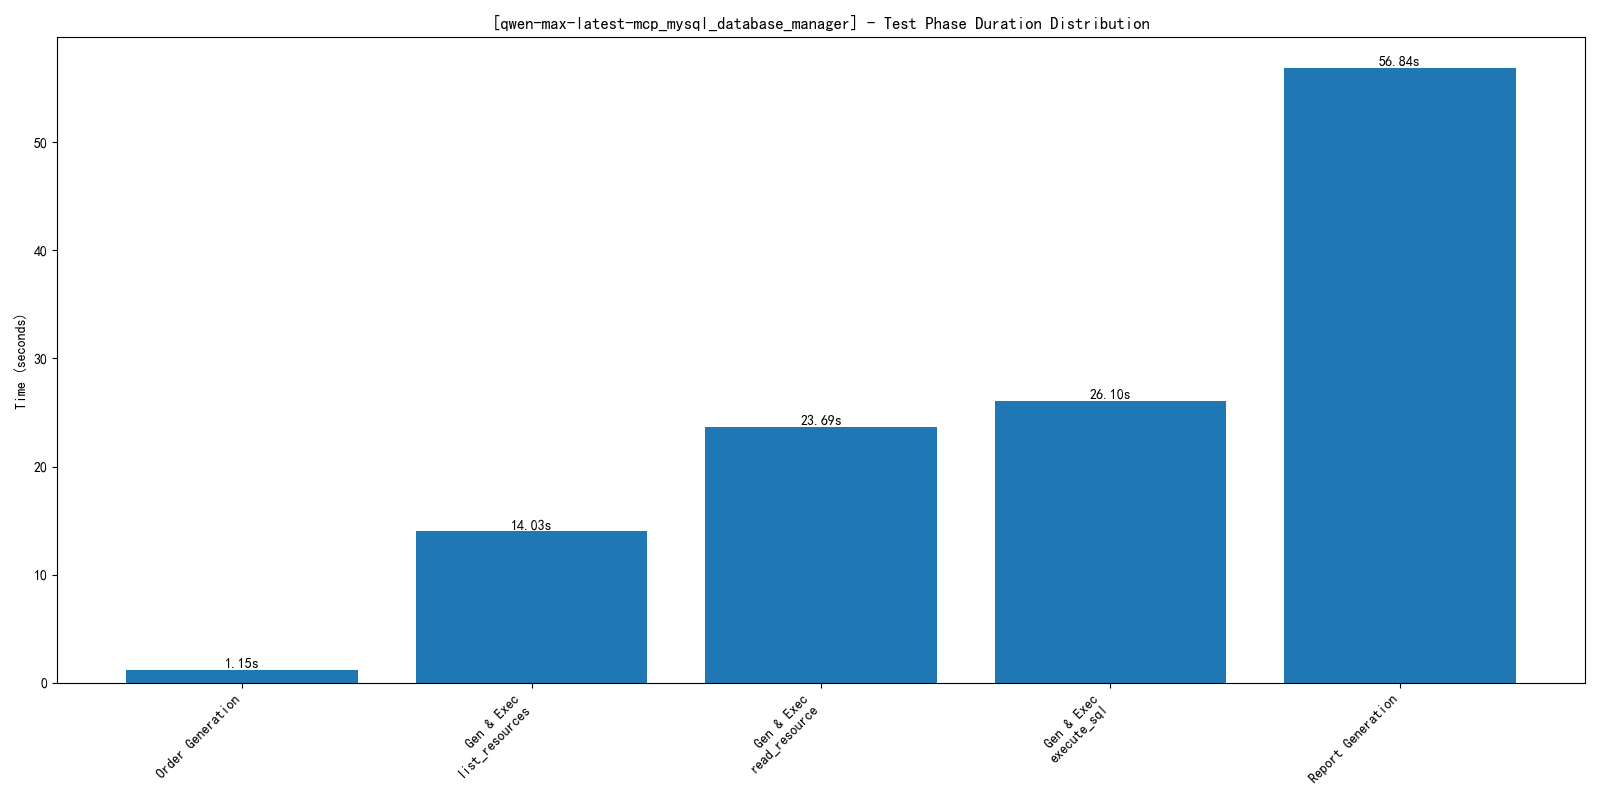 [qwen-max-latest-mcp_mysql_database_manager] - Test Phase Duration Distribution
Time (seconds)
50
40
30
20
10
0
1.15s
14.03s
23.69s
26.10s
56.84s
Order Generation
Gen & Exec
list_resources
Gen & Exec
read_resource
Gen & Exec
execute_sql
Report Generation